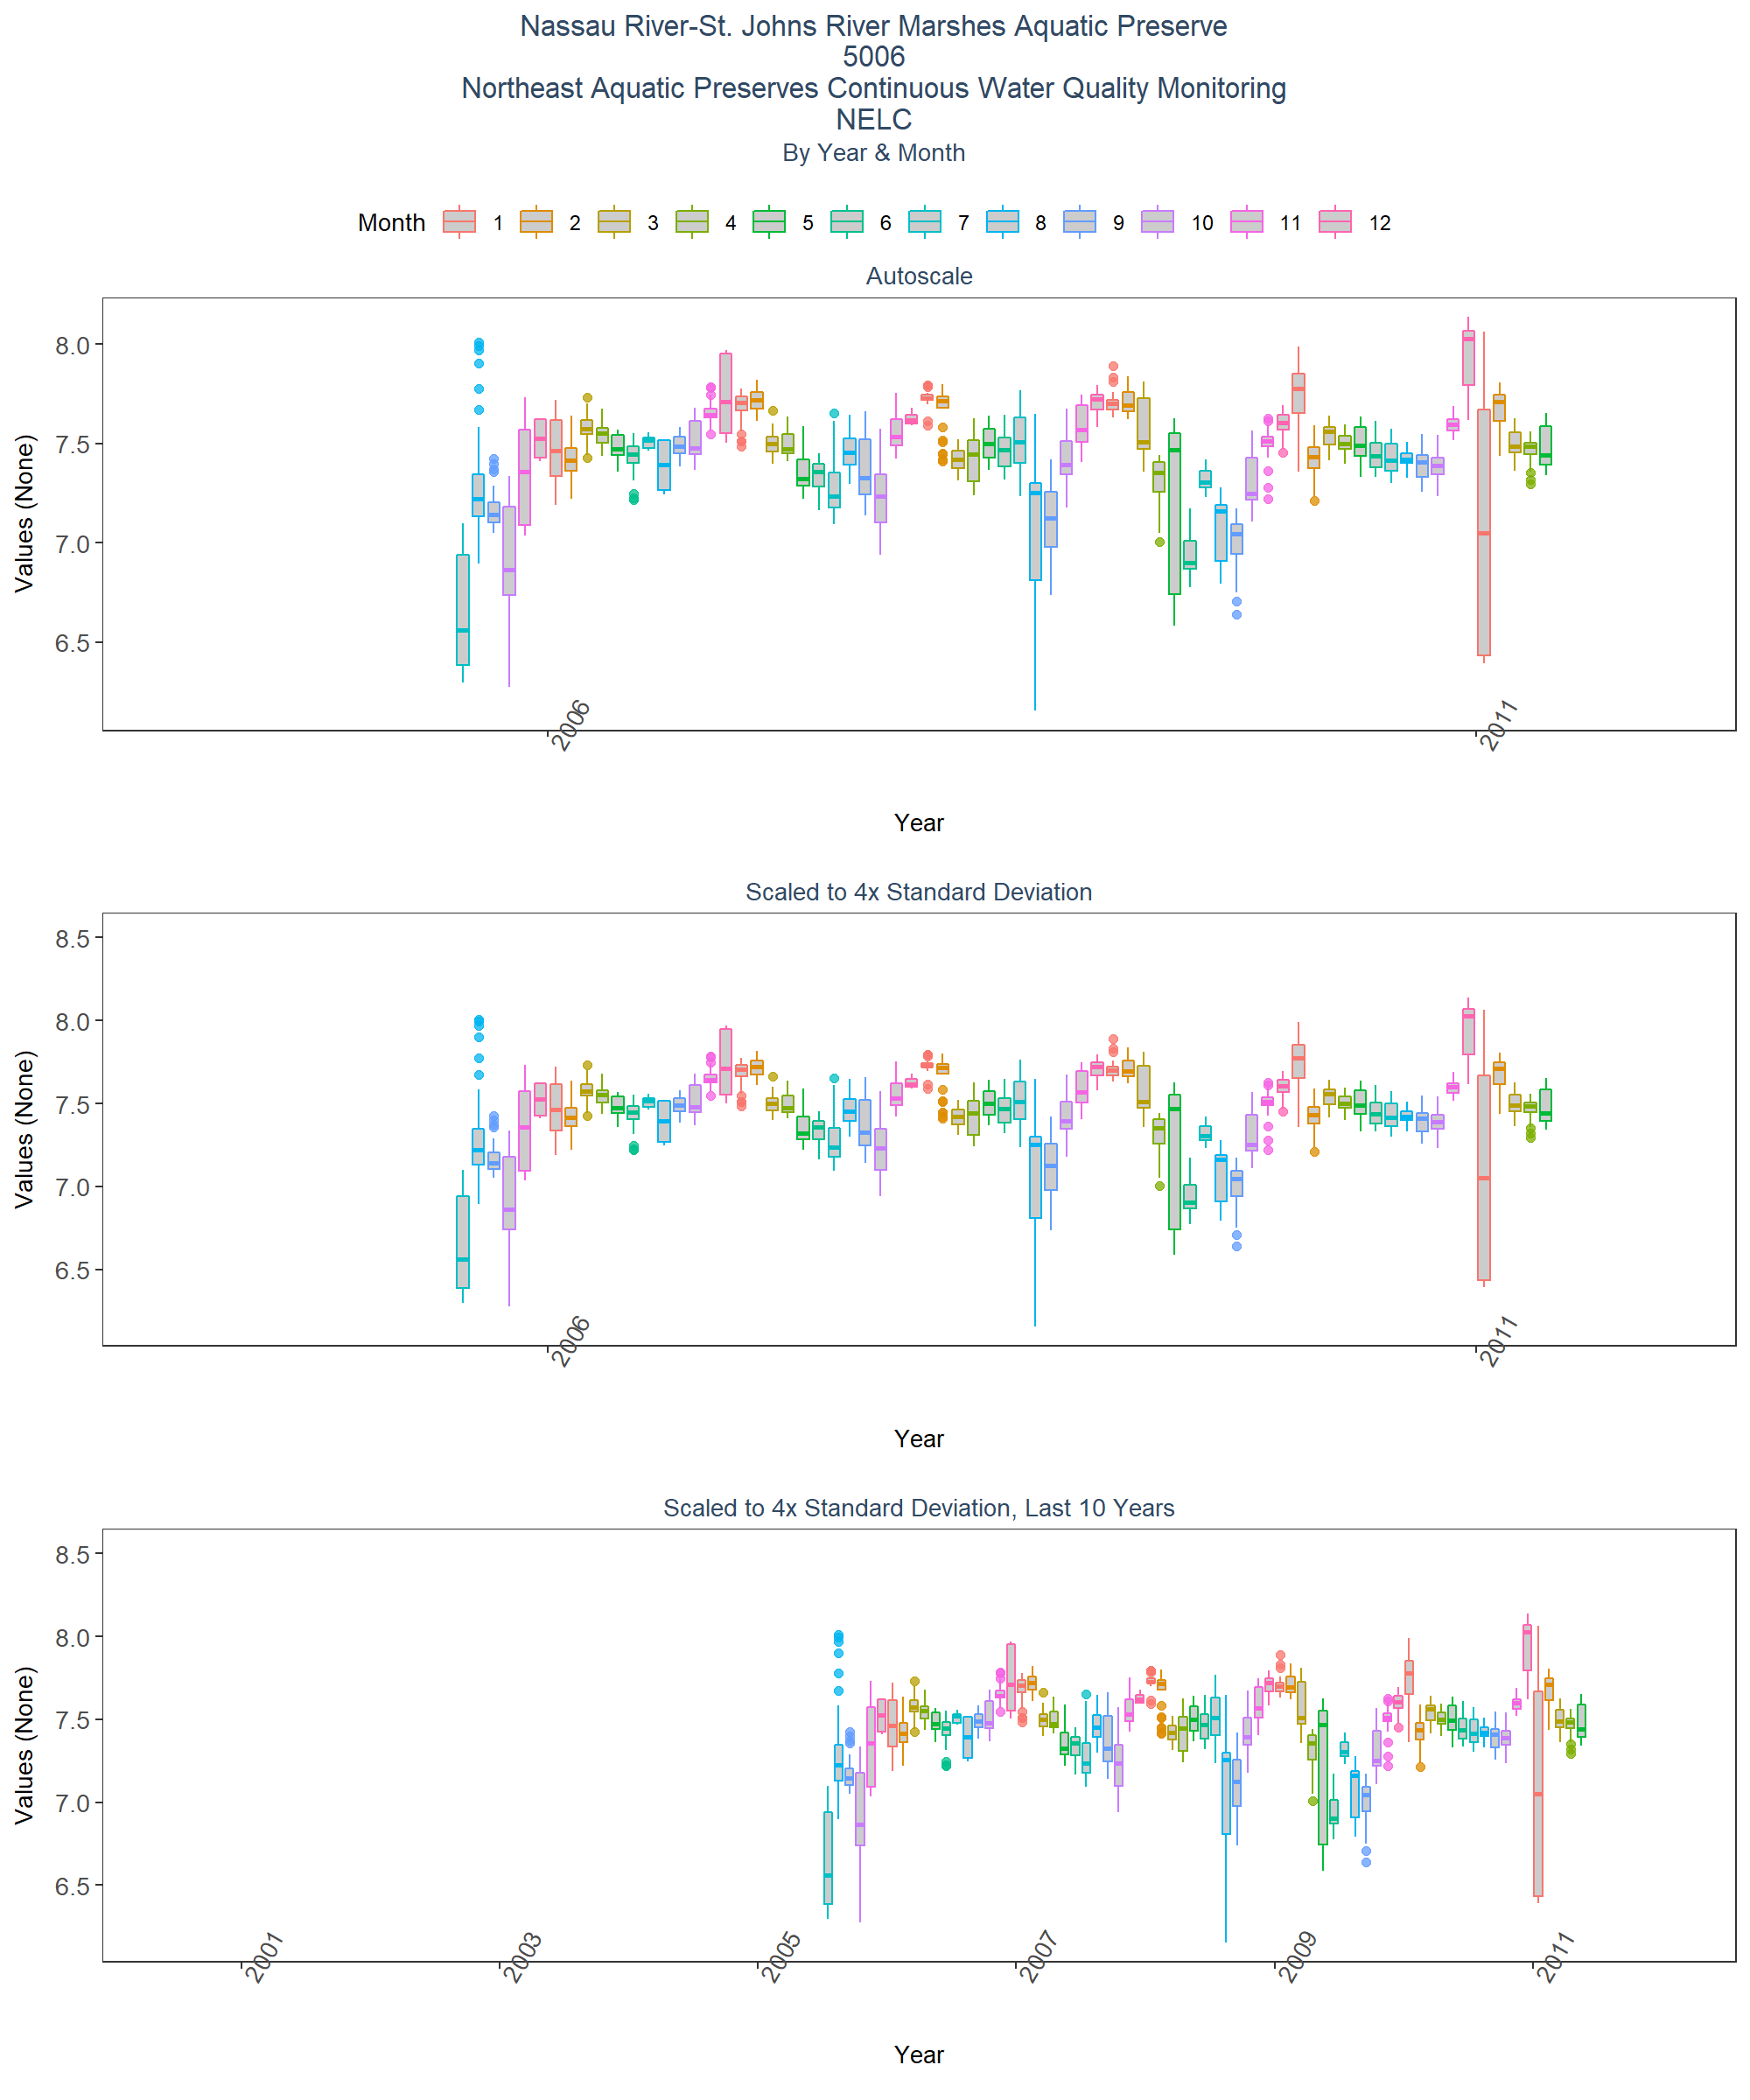 Nassau River-St. Johns River Marshes Aquatic Preserve
5006
Northeast Aquatic Preserves Continuous Water Quality Monitoring
NELC
By Year & Month
Month 1 2 3 4 5 6 7 8 9 10 11 12
Autoscale
Values (None)
8.0
7.5
7.0
6.5
2006 2011
Year
Scaled to 4x Standard Deviation
Values (None)
8.5
8.0
7.5
7.0
6.5
2006 2011
Year
Scaled to 4x Standard Deviation, Last 10 Years
Values (None)
8.5
8.0
7.5
7.0
6.5
2001 2003 2005 2007 2009 2011
Year